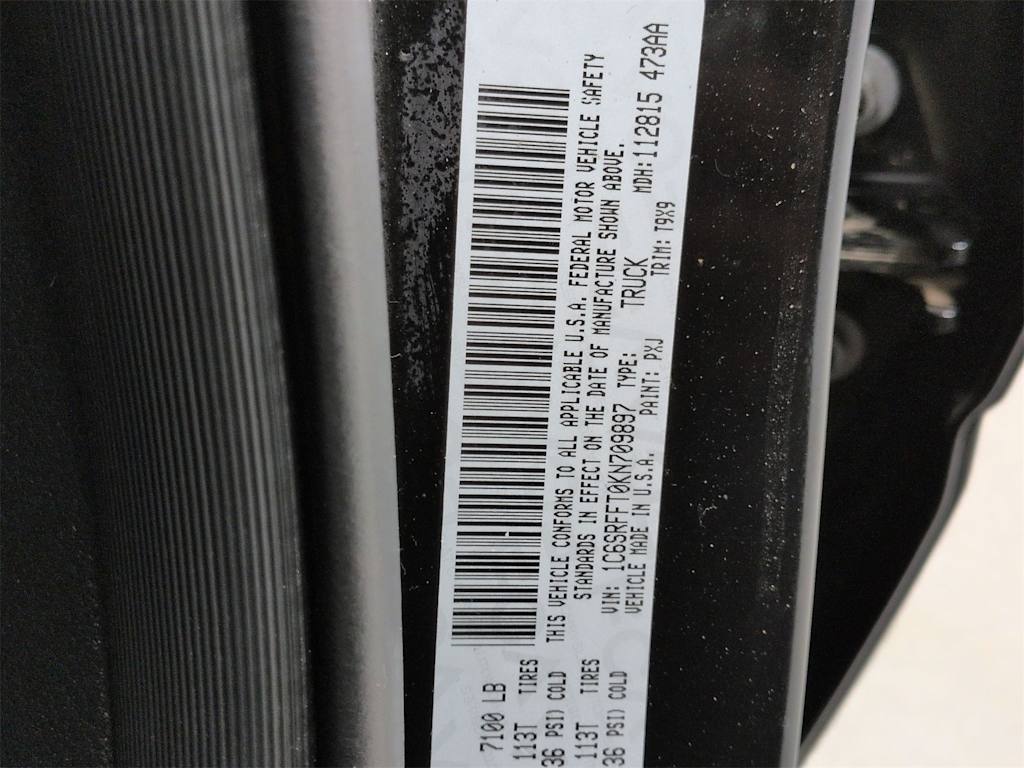 7100 LB
113T TIRES
36 PSI) COLD
113T TIRES
36 PSI) COLD
THIS VEHICLE CONFORMS TO ALL APPLICABLE U.S.A. FEDERAL MOTOR VEHICLE SAFETY
STANDARDS IN EFFECT ON THE DATE OF MANUFACTURE SHOWN ABOVE.
VIN: 1C6SRFFT0KN709897 TYPE: TRUCK MDH:112815 473AA
VEHICLE MADE IN U.S.A. PAINT: PXJ TRIM: T9X9